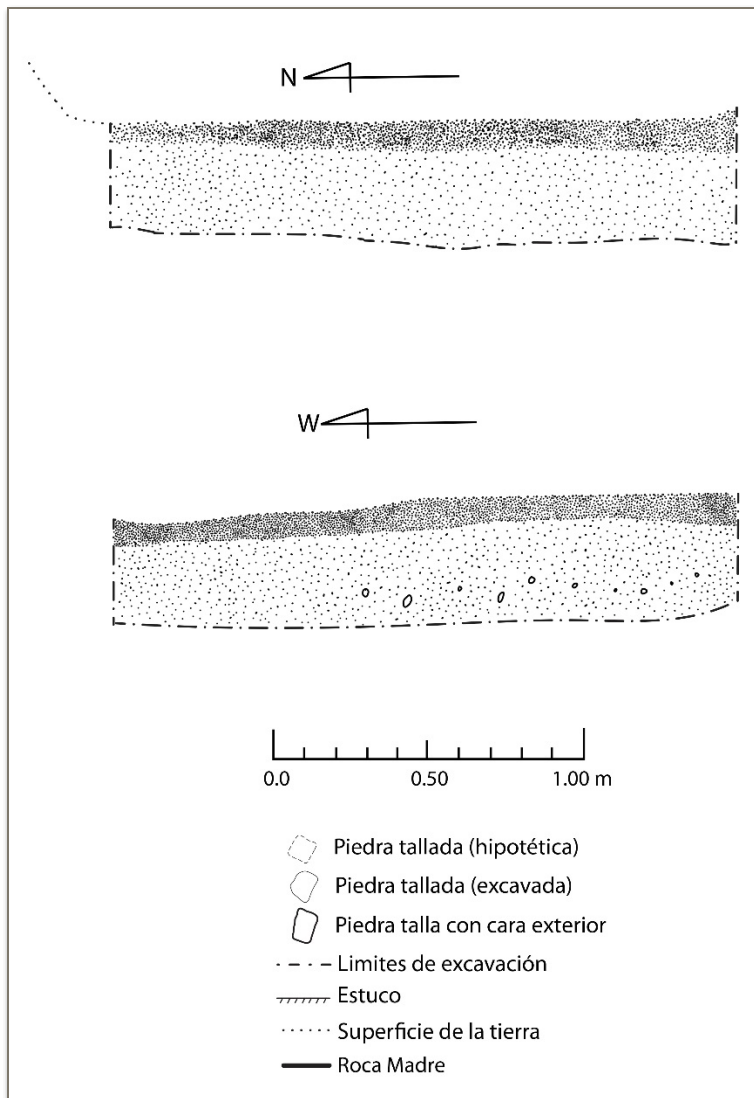 N
W
0.0 0.50 1.00 m
Piedra tallada (hipotética)
Piedra tallada (excavada)
Piedra talla con cara exterior
Limites de excavación
Estuco
Superficie de la tierra
Roca Madre